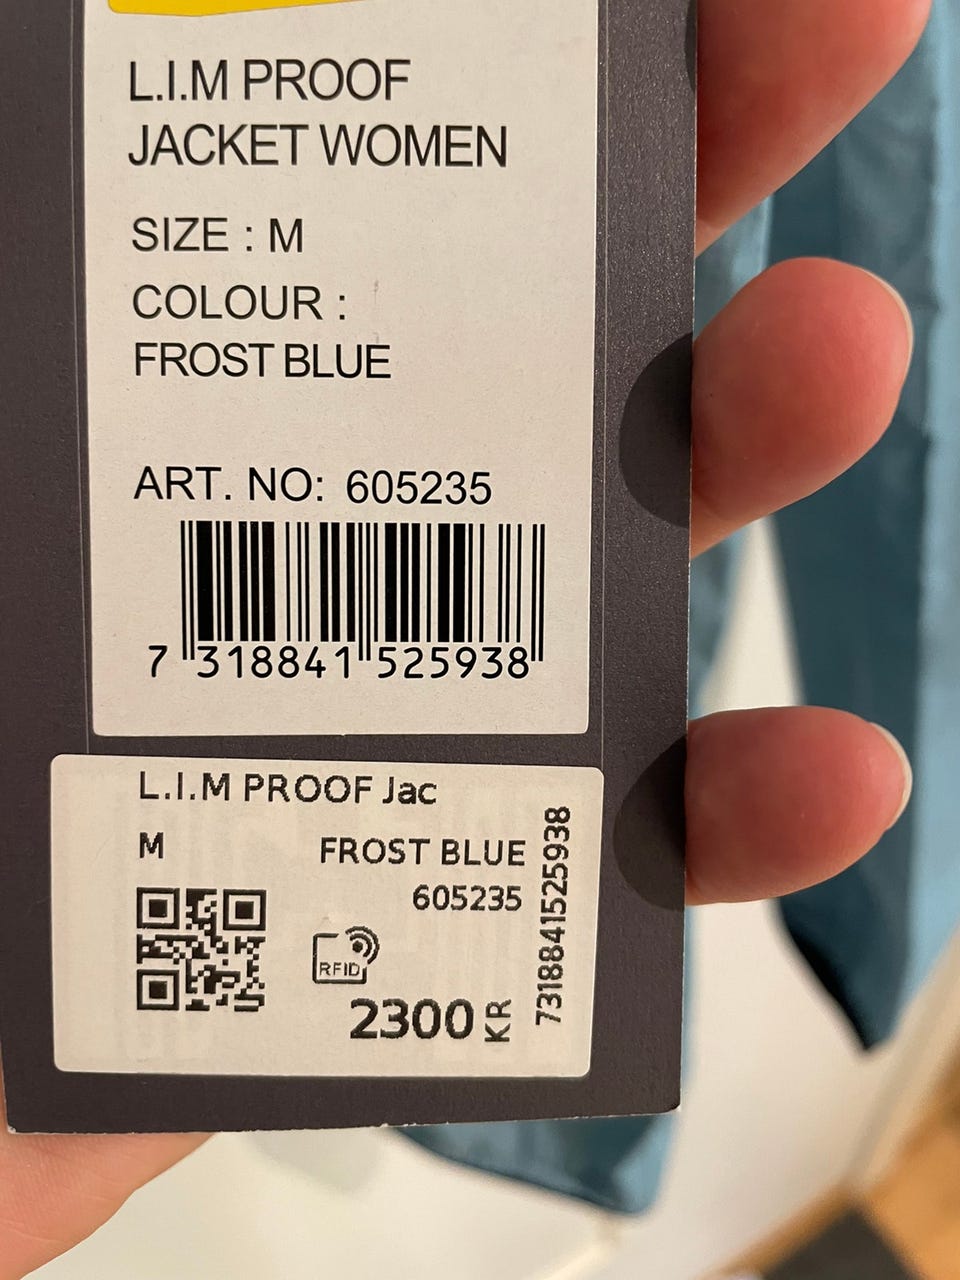 L.I.M PROOF
JACKET WOMEN
SIZE : M
COLOUR :
FROST BLUE
ART. NO: 605235
7 318841 525938
L.I.M PROOF Jac
M
FROST BLUE
605235
RFID
2300 KR
7318841525938